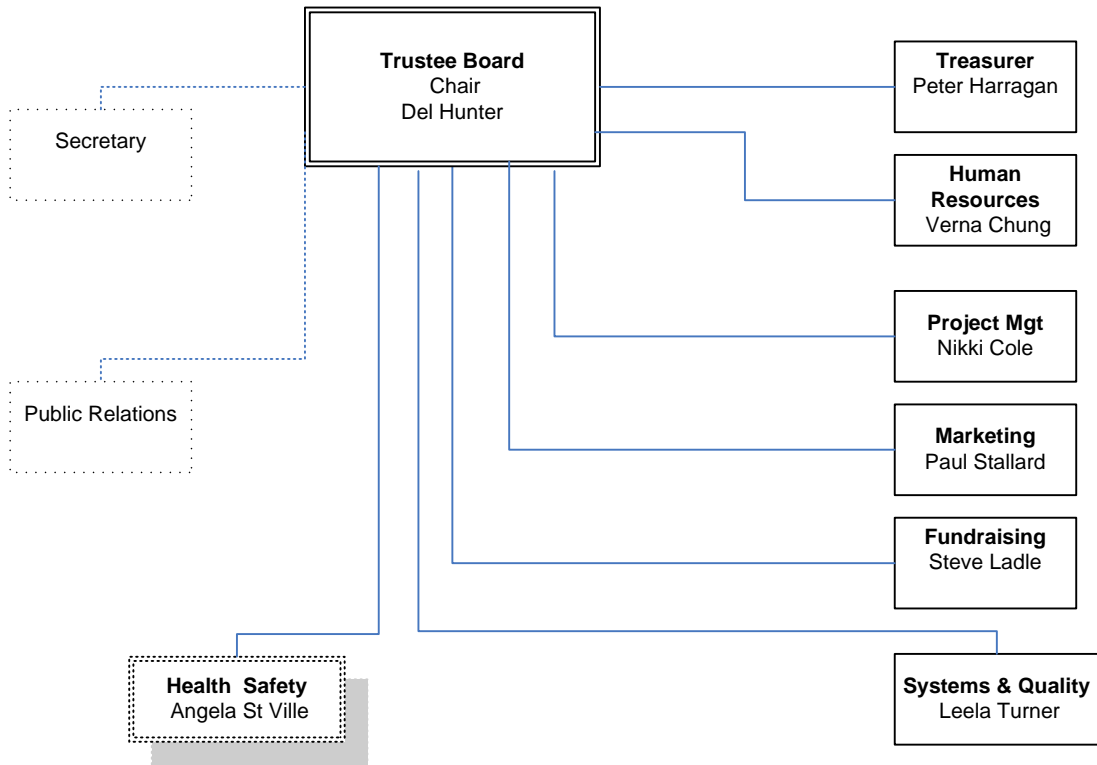 Trustee Board
Chair
Del Hunter
Treasurer
Peter Harragan
Secretary
Human
Resources
Verna Chung
Project Mgt
Nikki Cole
Public Relations
Marketing
Paul Stallard
Fundraising
Steve Ladle
Health  Safety
Angela St Ville
Systems & Quality
Leela Turner